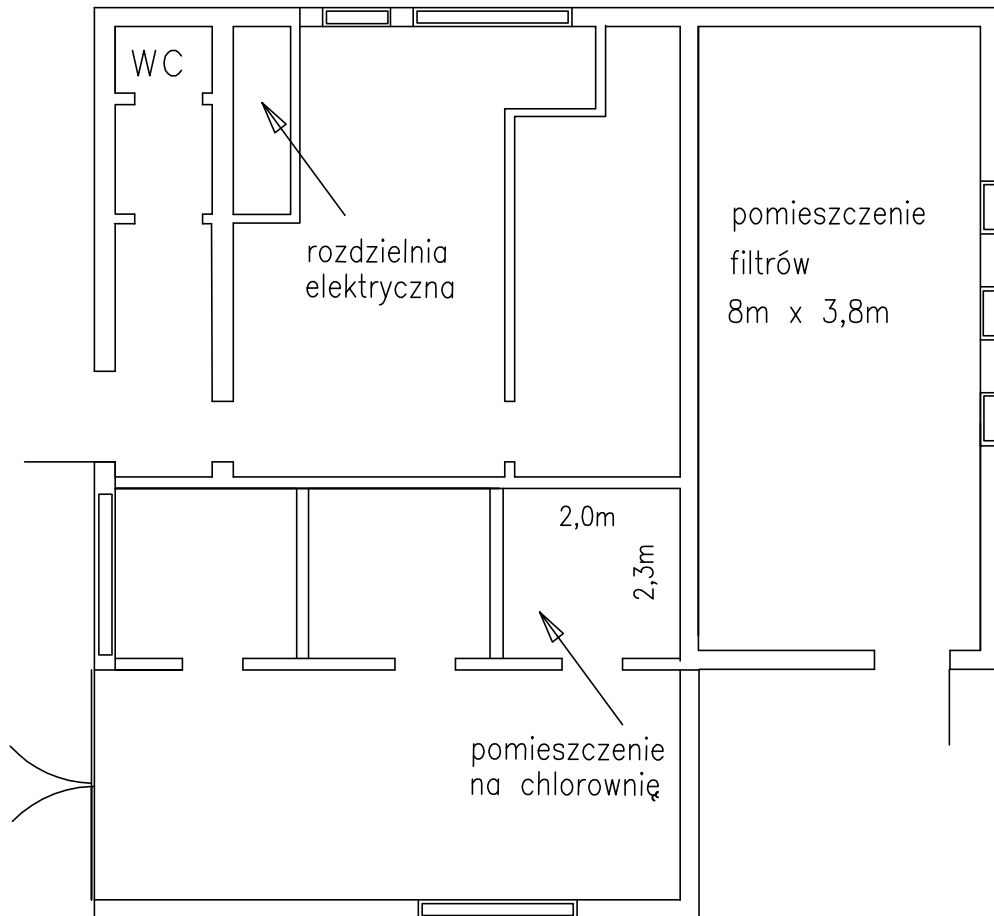 WC
rozdzielnia
elektryczna
pomieszczenie
filtrów
8m x 3,8m
2,0m
2,3m
pomieszczenie
na chlorownię